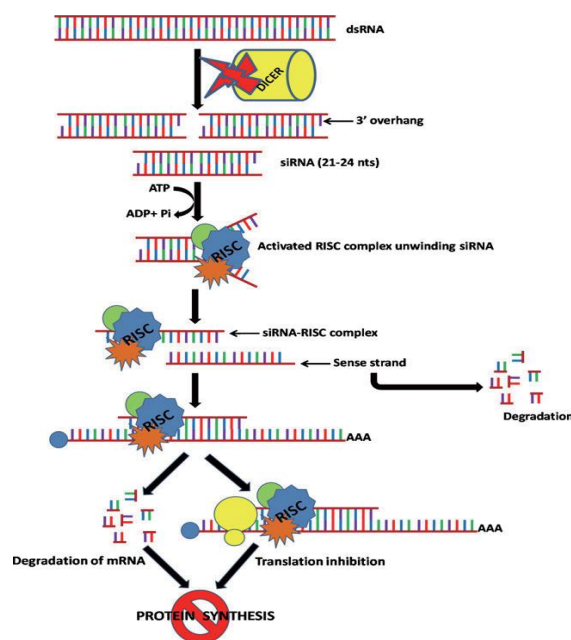 dsRNA
DICER
3' overhang
siRNA (21-24 nts)
ATP
ADP+ Pi
RISC
Activated RISC complex unwinding siRNA
RISC
siRNA-RISC complex
Sense strand
Degradation
RISC
AAA
RISC
AAA
Degradation of mRNA
Translation inhibition
PROTEIN SYNTHESIS